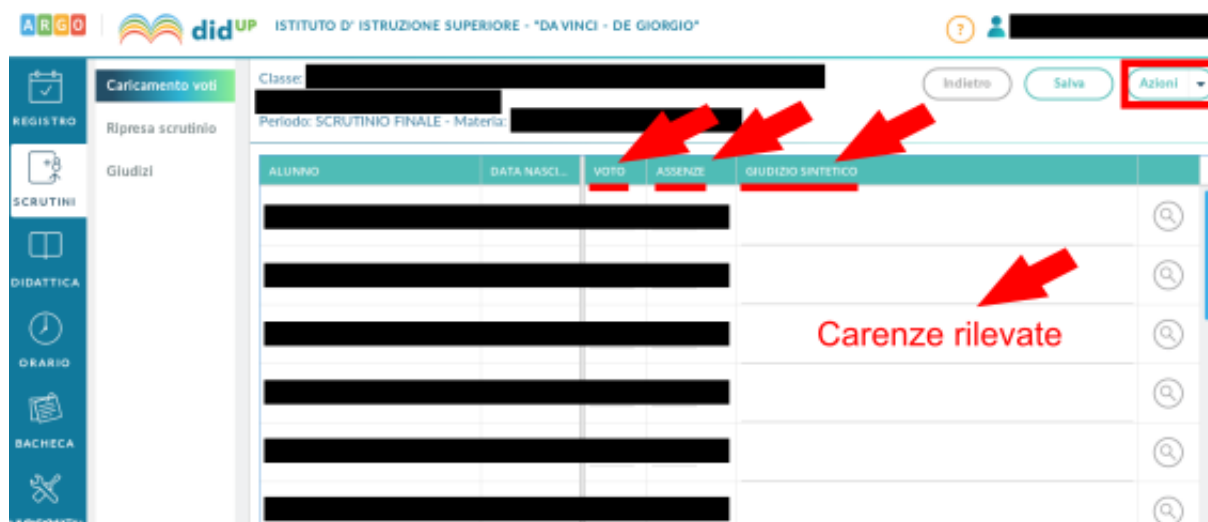 ARGO didUP ISTITUTO D' ISTRUZIONE SUPERIORE - "DA VINCI - DE GIORGIO" ?
REGISTRO
SCRUTINI
DIDATTICA
ORARIO
BACHECA
Caricamento voti
Ripresa scrutinio
Giudizi
Classe:
Periodo: SCRUTINIO FINALE - Materia:
Indietro Salva Azioni
ALUNNO DATA NASCI... VOTO ASSENZE GIUDIZIO SINTETICO
Carenze rilevate